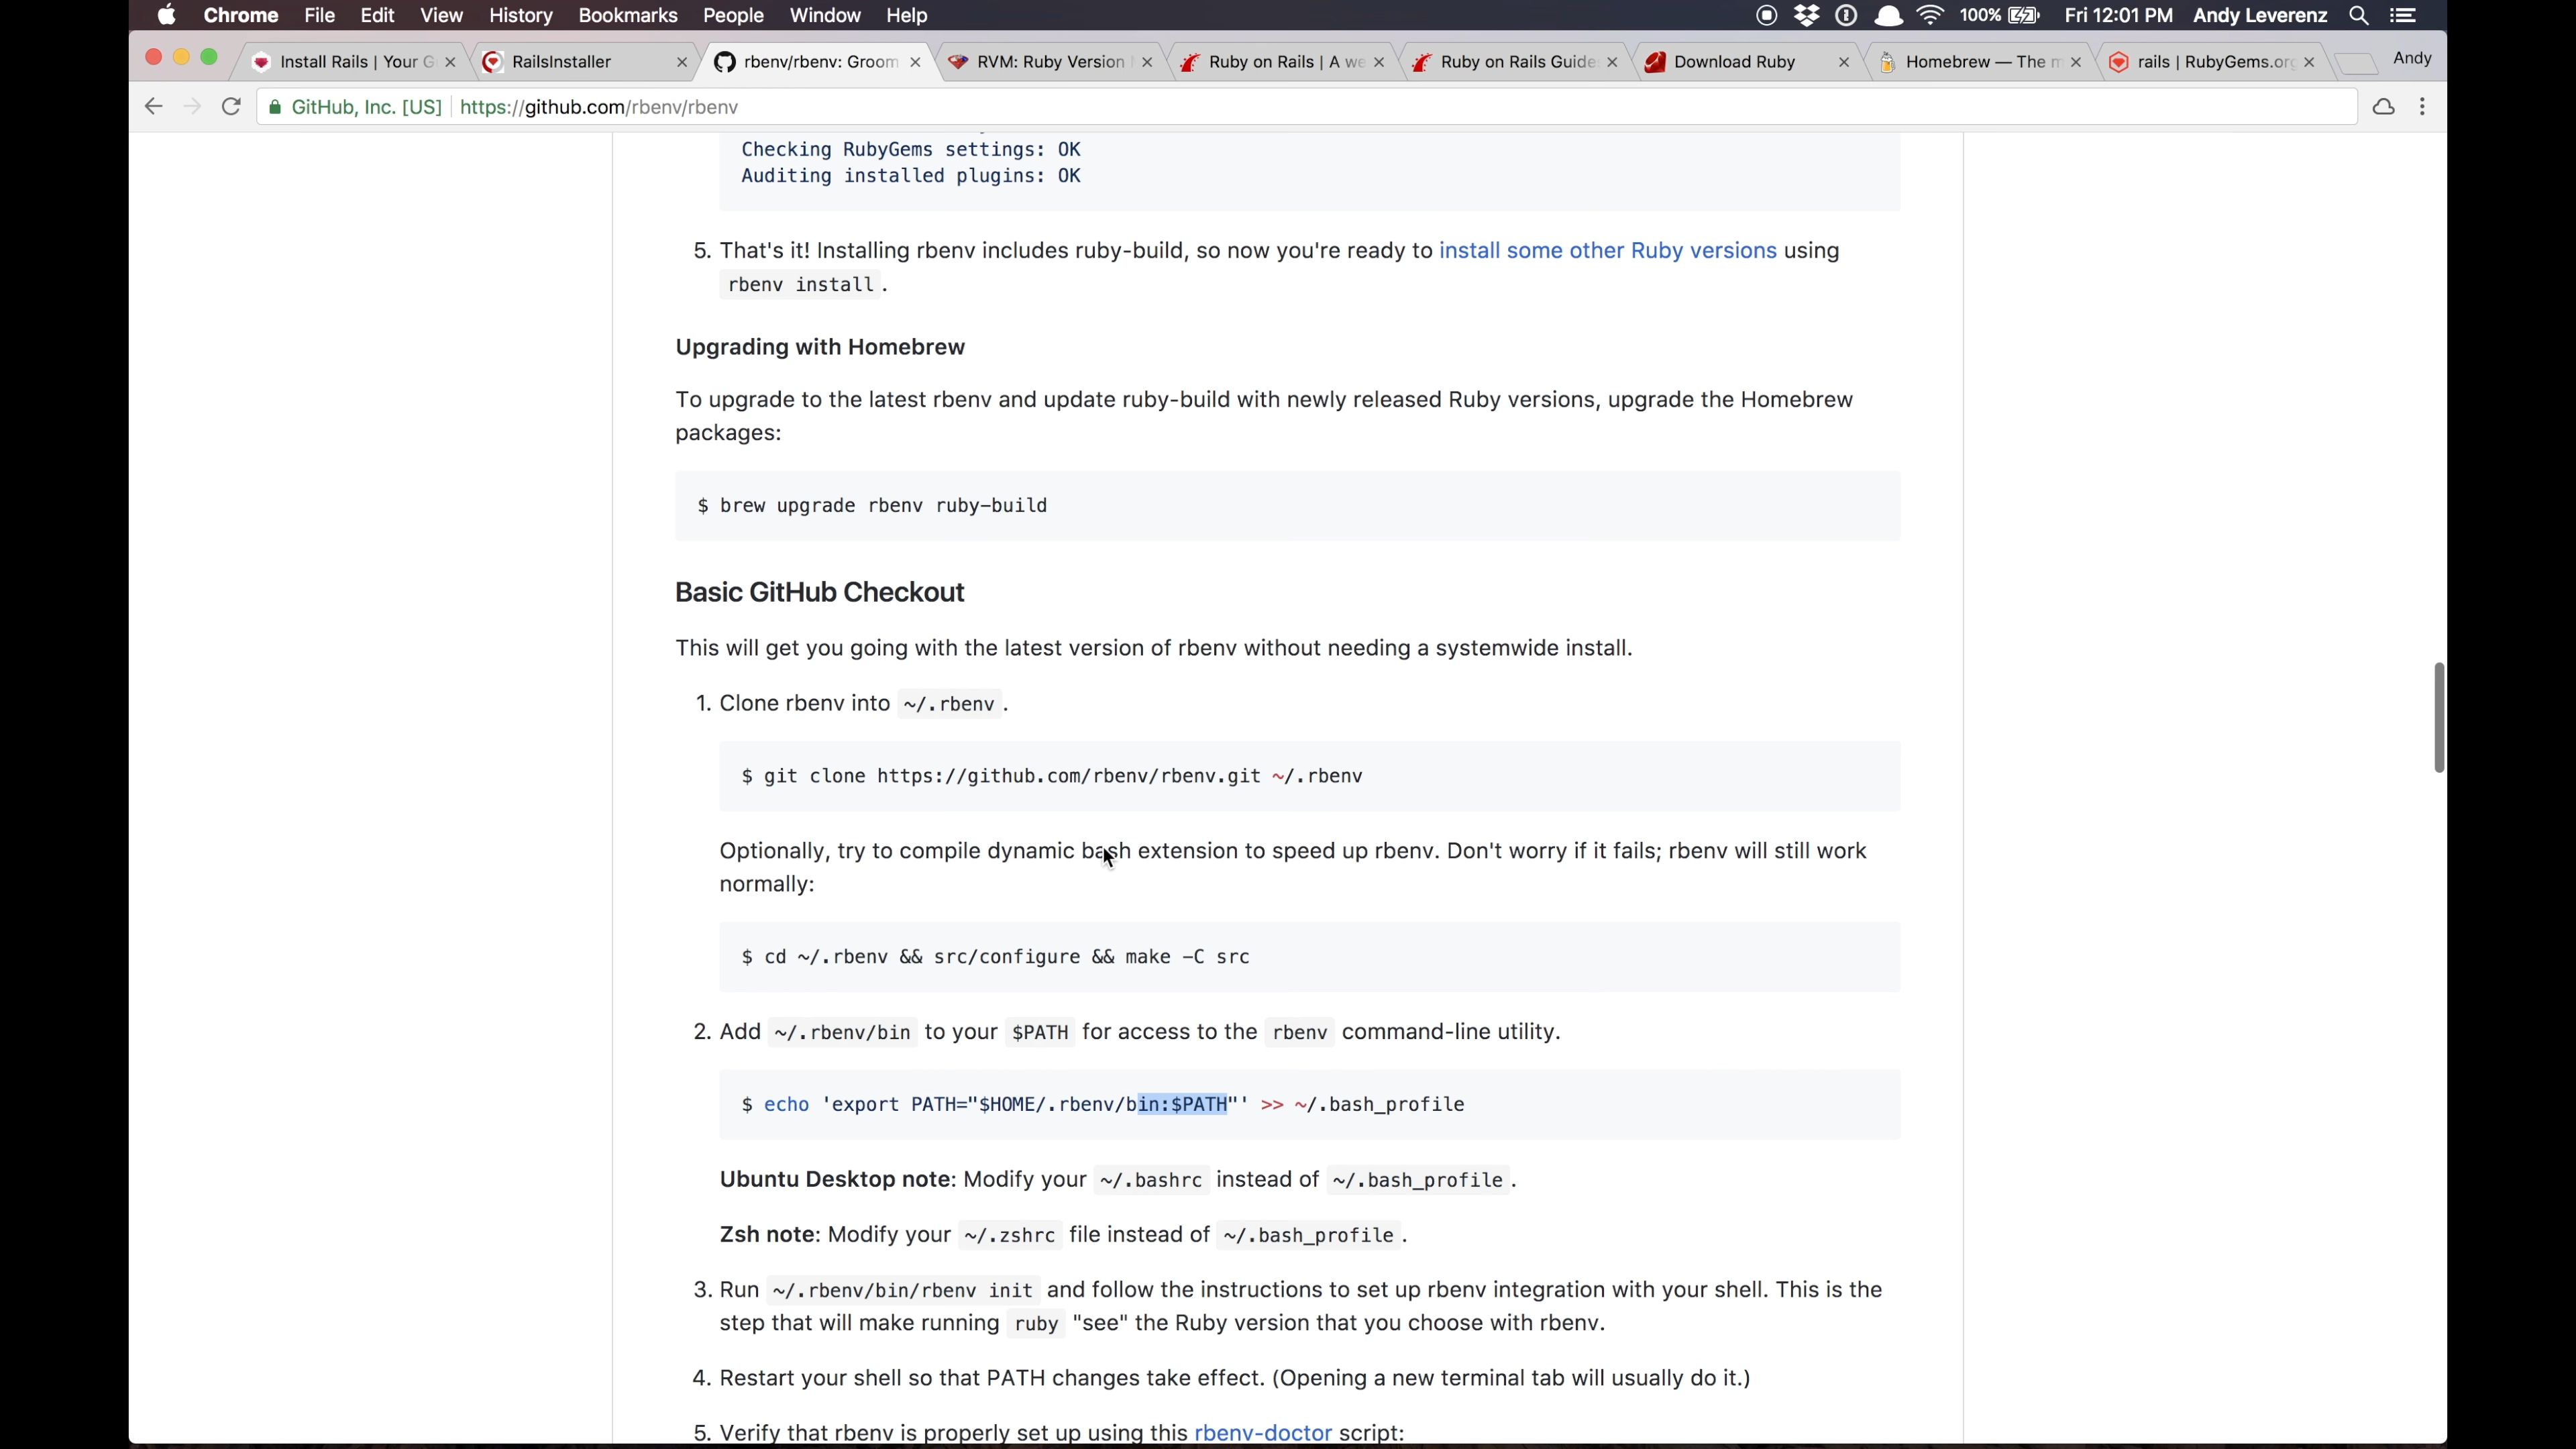 Chrome File Edit View History Bookmarks People Window Help 100% Fri 12:01 PM Andy Leverenz
Install Rails | Your G RailsInstaller rbenv/rbenv: Groom RVM: Ruby Version Ruby on Rails | A we Ruby on Rails Guide Download Ruby Homebrew — The m rails | RubyGems.org Andy
GitHub, Inc. [US] https://github.com/rbenv/rbenv
Checking RubyGems settings: OK
Auditing installed plugins: OK
5. That's it! Installing rbenv includes ruby-build, so now you're ready to install some other Ruby versions using
rbenv install .
Upgrading with Homebrew
To upgrade to the latest rbenv and update ruby-build with newly released Ruby versions, upgrade the Homebrew
packages:
$ brew upgrade rbenv ruby-build
Basic GitHub Checkout
This will get you going with the latest version of rbenv without needing a systemwide install.
1. Clone rbenv into ~/.rbenv .
$ git clone https://github.com/rbenv/rbenv.git ~/.rbenv
Optionally, try to compile dynamic bash extension to speed up rbenv. Don't worry if it fails; rbenv will still work
normally:
$ cd ~/.rbenv && src/configure && make -C src
2. Add ~/.rbenv/bin to your $PATH for access to the rbenv command-line utility.
$ echo 'export PATH="$HOME/.rbenv/bin:$PATH"' >> ~/.bash_profile
Ubuntu Desktop note: Modify your ~/.bashrc instead of ~/.bash_profile .
Zsh note: Modify your ~/.zshrc file instead of ~/.bash_profile .
3. Run ~/.rbenv/bin/rbenv init and follow the instructions to set up rbenv integration with your shell. This is the
step that will make running ruby "see" the Ruby version that you choose with rbenv.
4. Restart your shell so that PATH changes take effect. (Opening a new terminal tab will usually do it.)
5. Verify that rbenv is properly set up using this rbenv-doctor script: